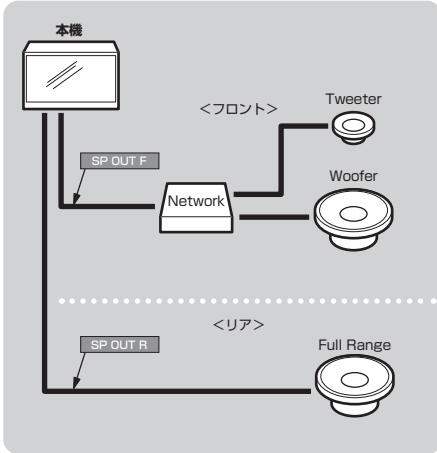 本機
<フロント>
Tweeter
SP OUT F
Woofer
Network
<リア>
SP OUT R
Full Range